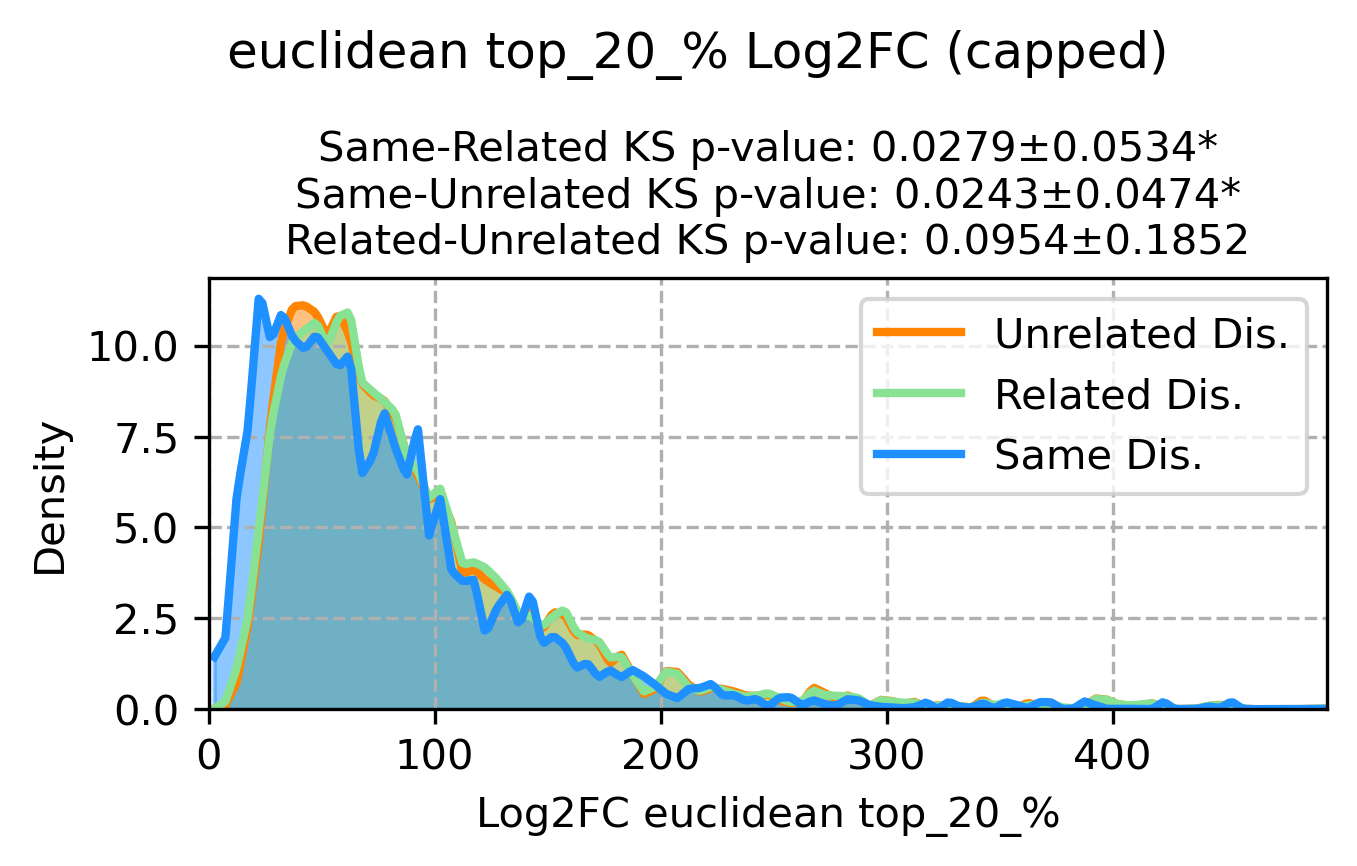 euclidean top_20_% Log2FC (capped)
Same-Related KS p-value: 0.0279±0.0534*
Same-Unrelated KS p-value: 0.0243±0.0474*
Related-Unrelated KS p-value: 0.0954±0.1852
Unrelated Dis.
Related Dis.
Same Dis.
Density
10.0
7.5
5.0
2.5
0.0
0
100
200
300
400
Log2FC euclidean top_20_%